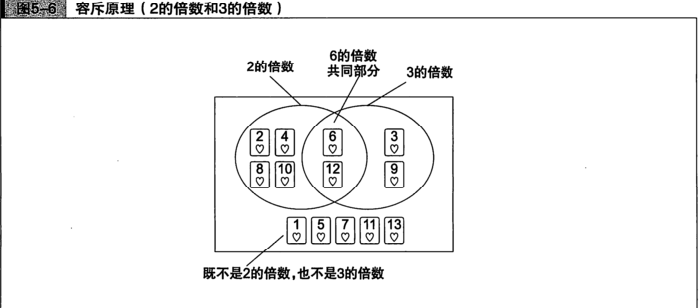 图5-6 容斥原理(2的倍数和3的倍数)
6的倍数
共同部分
2的倍数
3的倍数
2 4 6 3
8 10 12 9
1 5 7 11 13
既不是2的倍数,也不是3的倍数